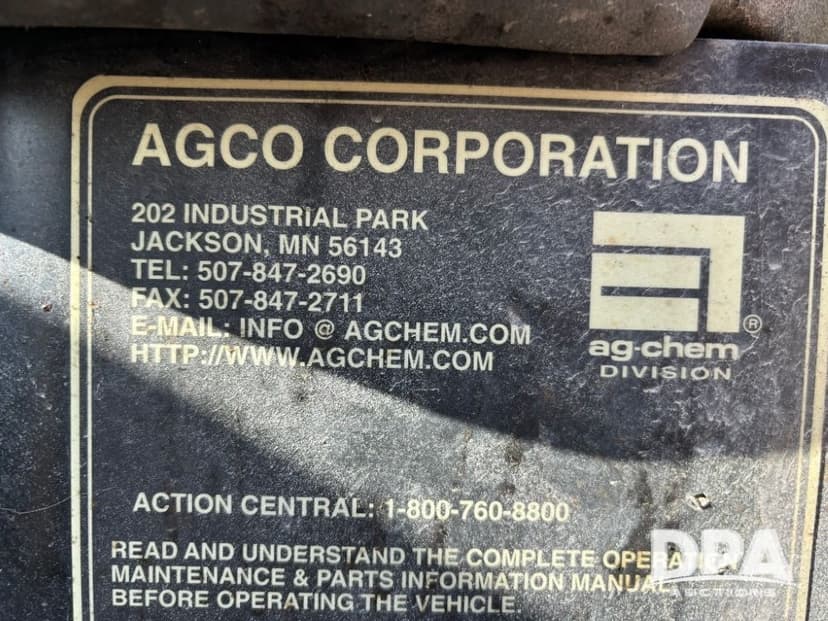 AGCO CORPORATION
202 INDUSTRIAL PARK
JACKSON, MN 56143
TEL: 507-847-2690
FAX: 507-847-2711
E-MAIL: INFO @ AGCHEM.COM
HTTP://WWW.AGCHEM.COM
®
ag-chem
DIVISION
ACTION CENTRAL: 1-800-760-8800
READ AND UNDERSTAND THE COMPLETE OPERATION,
MAINTENANCE & PARTS INFORMATION MANUAL
BEFORE OPERATING THE VEHICLE.
DPA
AUCTIONS